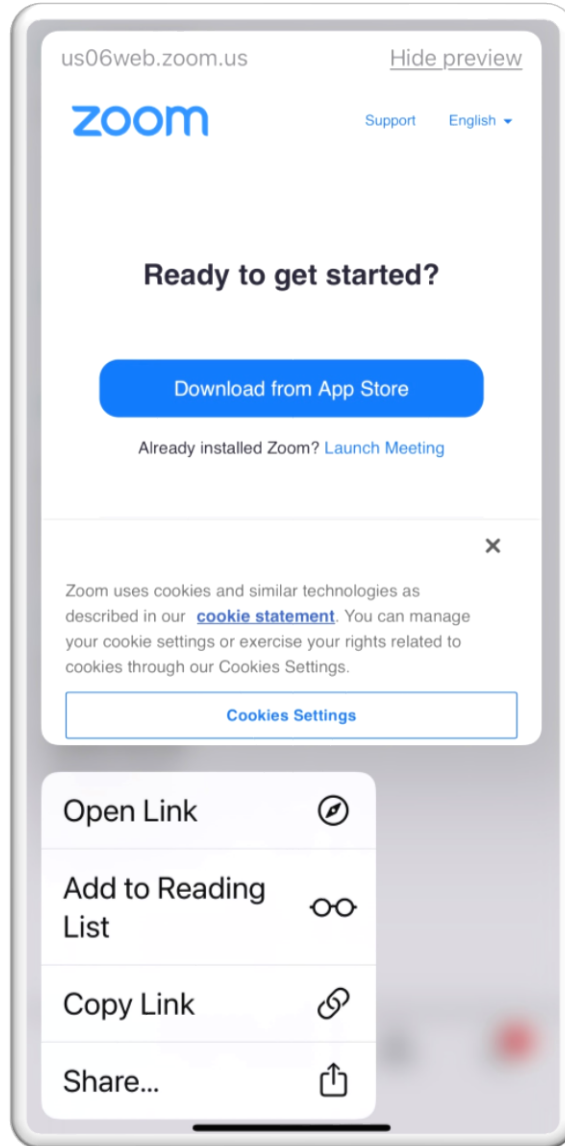 us06web.zoom.us Hide preview
zoom Support English
Ready to get started?
Download from App Store
Already installed Zoom? Launch Meeting
Zoom uses cookies and similar technologies as
described in our cookie statement. You can manage
your cookie settings or exercise your rights related to
cookies through our Cookies Settings.
Cookies Settings
Open Link
Add to Reading
List
Copy Link
Share...